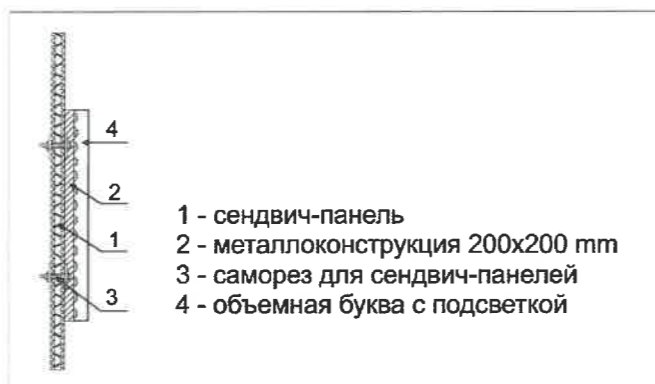 4
2
1
3
1 - сендвич-панель
2 - металлоконструкция 200x200 mm
3 - саморез для сендвич-панелей
4 - объемная буква с подсветкой